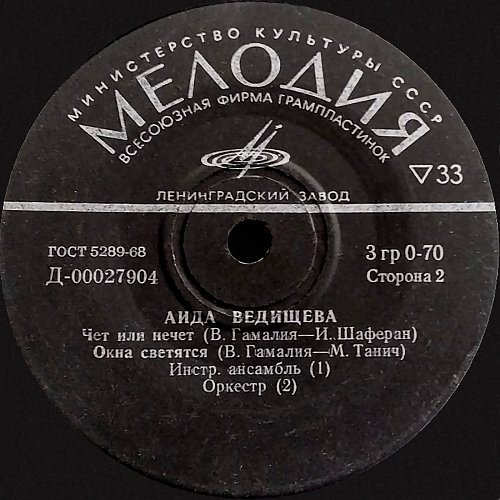 МИНИСТЕРСТВО КУЛЬТУРЫ СССР
МЕЛОДИЯ
ВСЕСОЮЗНАЯ ФИРМА ГРАМПЛАСТИНОК
▽33
ЛЕНИНГРАДСКИЙ ЗАВОД
ГОСТ 5289-68
3 гр 0-70
Д-00027904
Сторона 2
АИДА ВЕДИЩЕВА
Чет или нечет (В. Гамалия—И. Шаферан)
Окна светятся (В. Гамалия—М. Танич)
Инстр. ансамбль (1)
Оркестр (2)